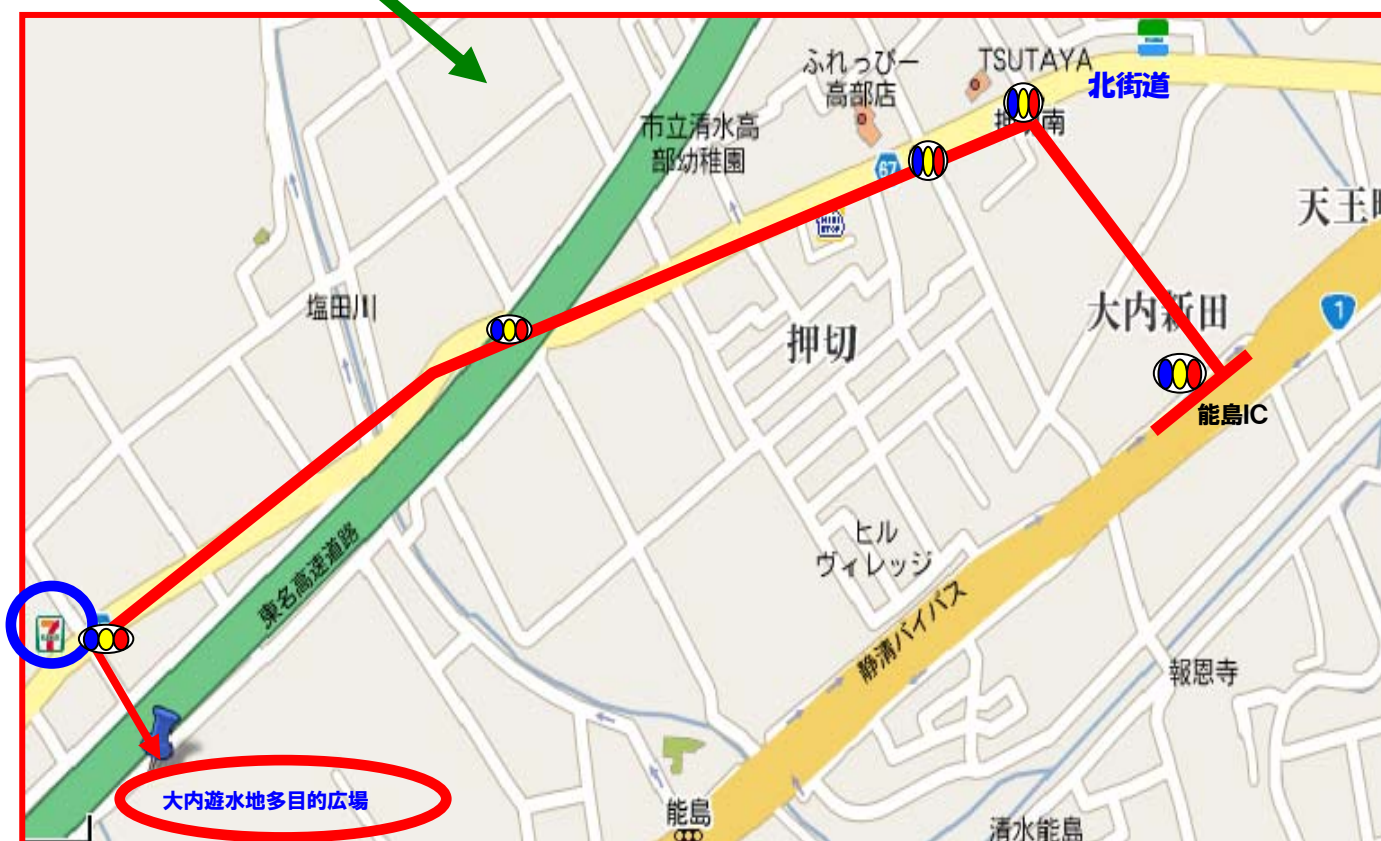 ふれっぴー
高部店
TSUTAYA
北街道
市立清水高
部幼稚園
南
67
MINI
STOP
天王
塩田川
押切
大内新田
1
能島IC
東名高速道路
ヒル
ヴィレッジ
静清バイパス
報恩寺
7
大内遊水地多目的広場
能島
清水能島